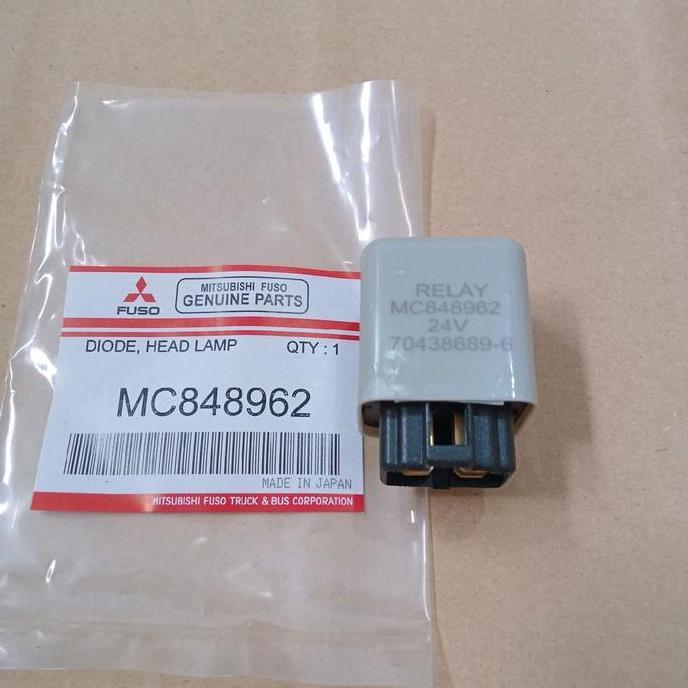 FUSO
MITSUBISHI FUSO
GENUINE PARTS
DIODE, HEAD LAMP QTY : 1
MC848962
MADE IN JAPAN
MITSUBISHI FUSO TRUCK & BUS CORPORATION
RELAY
MC848962
24V
70438689-6